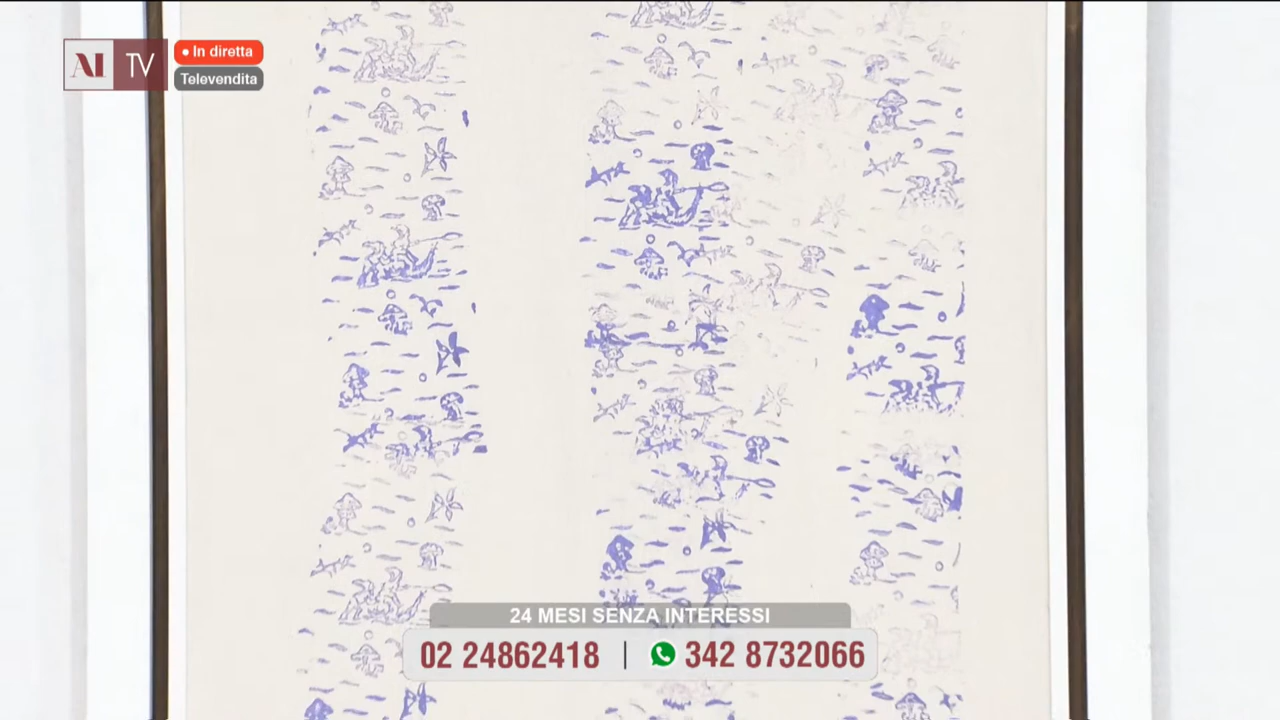 AI TV
• In diretta
Televendita
24 MESI SENZA INTERESSI
02 24862418 | 342 8732066